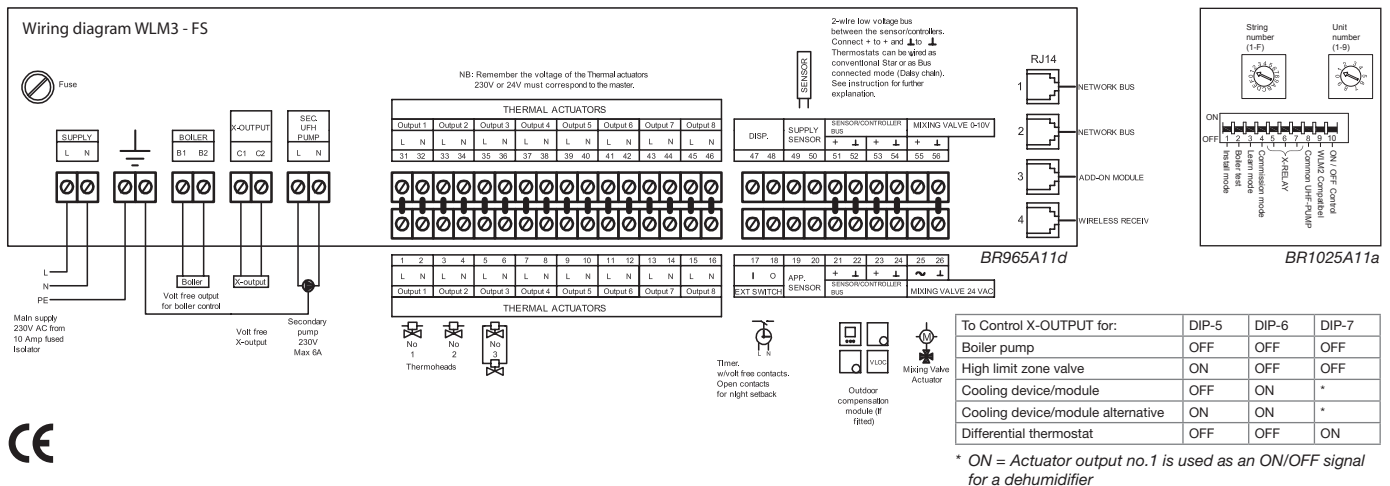 Wiring diagram WLM3 - FS
Fuse
NB: Remember the voltage of the Thermal actuators
230V or 24V must correspond to the master.
2-wire low voltage bus
between the sensor/controllers.
Connect + to + and ⊥ to ⊥
Thermostats can be wired as
conventional Star or as Bus
connected mode (Daisy chain).
See instruction for further
explanation.
SENSOR
RJ14
1 NETWORK BUS
2 NETWORK BUS
3 ADD-ON MODULE
4 WIRELESS RECEIV
SUPPLY
L N
BOILER
B1 B2
X-OUTPUT
C1 C2
SEC.
UFH
PUMP
L N
THERMAL ACTUATORS
Output 1 Output 2 Output 3 Output 4 Output 5 Output 6 Output 7 Output 8
L N L N L N L N L N L N L N L N
31 32 33 34 35 36 37 38 39 40 41 42 43 44 45 46
DISP.
SUPPLY
SENSOR
SENSOR/CONTROLLER
BUS
MIXING VALVE 0-10V
+ ⊥ + ⊥ + ⊥
47 48 49 50 51 52 53 54 55 56
1 2 3 4 5 6 7 8 9 10 11 12 13 14 15 16
L N L N L N L N L N L N L N L N
Output 1 Output 2 Output 3 Output 4 Output 5 Output 6 Output 7 Output 8
THERMAL ACTUATORS
17 18 19 20 21 22 23 24 25 26
I O
+ ⊥ + ⊥ ~ ⊥
EXT SWITCH
APP.
SENSOR
SENSOR/CONTROLLER
BUS
MIXING VALVE 24 VAC
BR965A11d
L
N
PE
Main supply
230V AC from
10 Amp fused
Isolator
Boiler
Volt free output
for boiler control
X-output
Volt free
X-output
Secondary
pump
230V
Max 6A
No
1
No
2
No
3
Thermoheads
L N
Timer.
w/volt free contacts.
Open contacts
for night setback
VLOC
Outdoor
compensation
module (If
fitted)
M
Mixing Valve
Actuator
String
number
(1-F)
Unit
number
(1-9)
ON
OFF
1 2 3 4 5 6 7 8 9 10
Install mode
Boiler test
Learn mode
Commission mode
X-RELAY
Common UHF-PUMP
WLM2 Compatibel
ON / OFF Control
BR1025A11a
To Control X-OUTPUT for: DIP-5 DIP-6 DIP-7
Boiler pump OFF OFF OFF
High limit zone valve ON OFF OFF
Cooling device/module OFF ON *
Cooling device/module alternative ON ON *
Differential thermostat OFF OFF ON
* ON = Actuator output no.1 is used as an ON/OFF signal
for a dehumidifier
CE